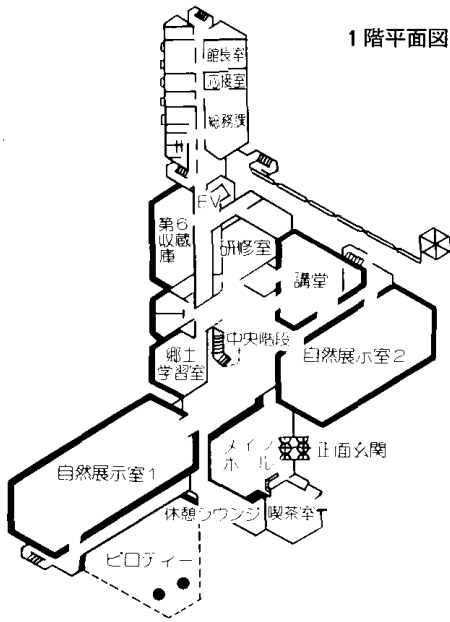 1階平面図
館長室
応接室
総務課
EV
第6
収蔵
庫
研修室
講堂
中央階段
郷土
学習室
自然展示室2
メイン
ホール
正面玄関
自然展示室1
休憩ラウンジ
喫茶室
ピロティー